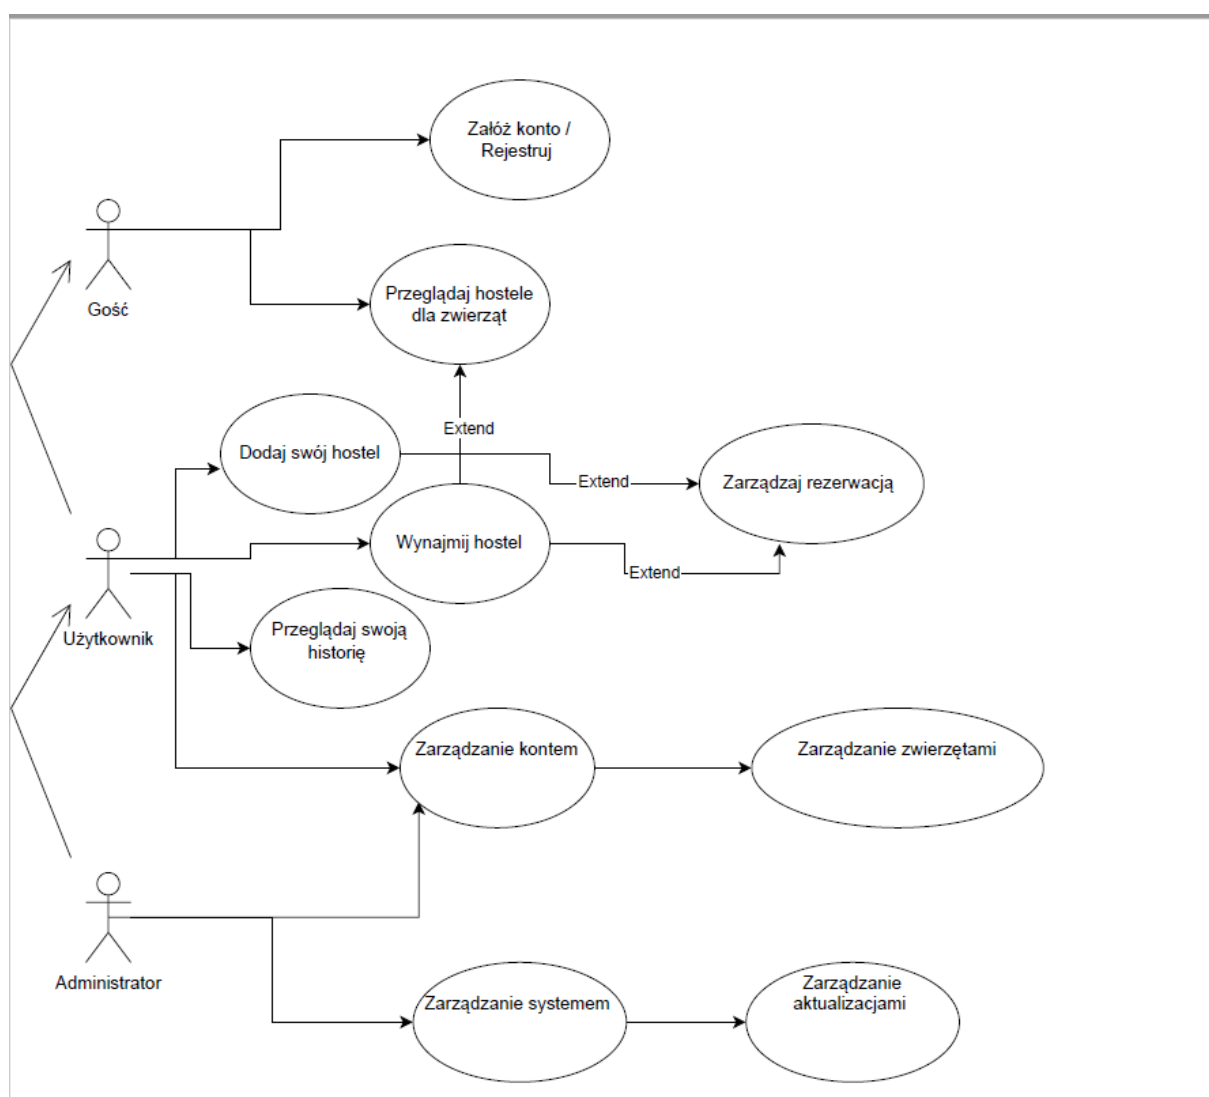 Załóż konto /
Rejestruj
Gość
Przeglądaj hostele
dla zwierząt
Extend
Dodaj swój hostel
Extend
Zarządzaj rezerwacją
Wynajmij hostel
Extend
Użytkownik
Przeglądaj swoją
historię
Zarządzanie kontem
Zarządzanie zwierzętami
Administrator
Zarządzanie systemem
Zarządzanie
aktualizacjami